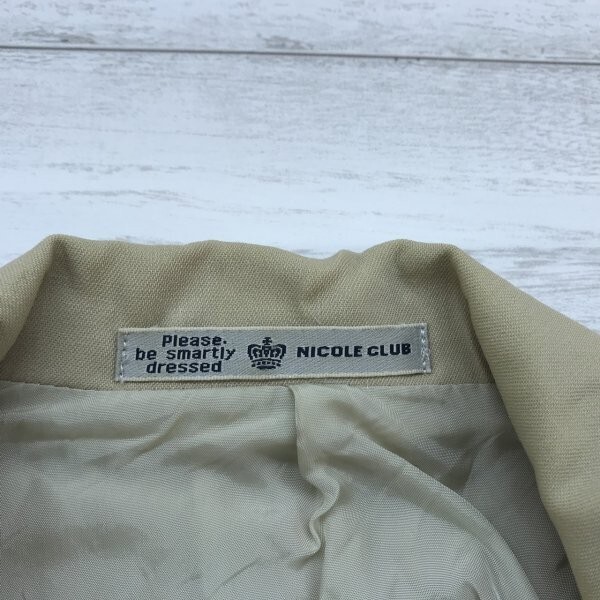 Please.
be smartly
dressed
NICOLE CLUB